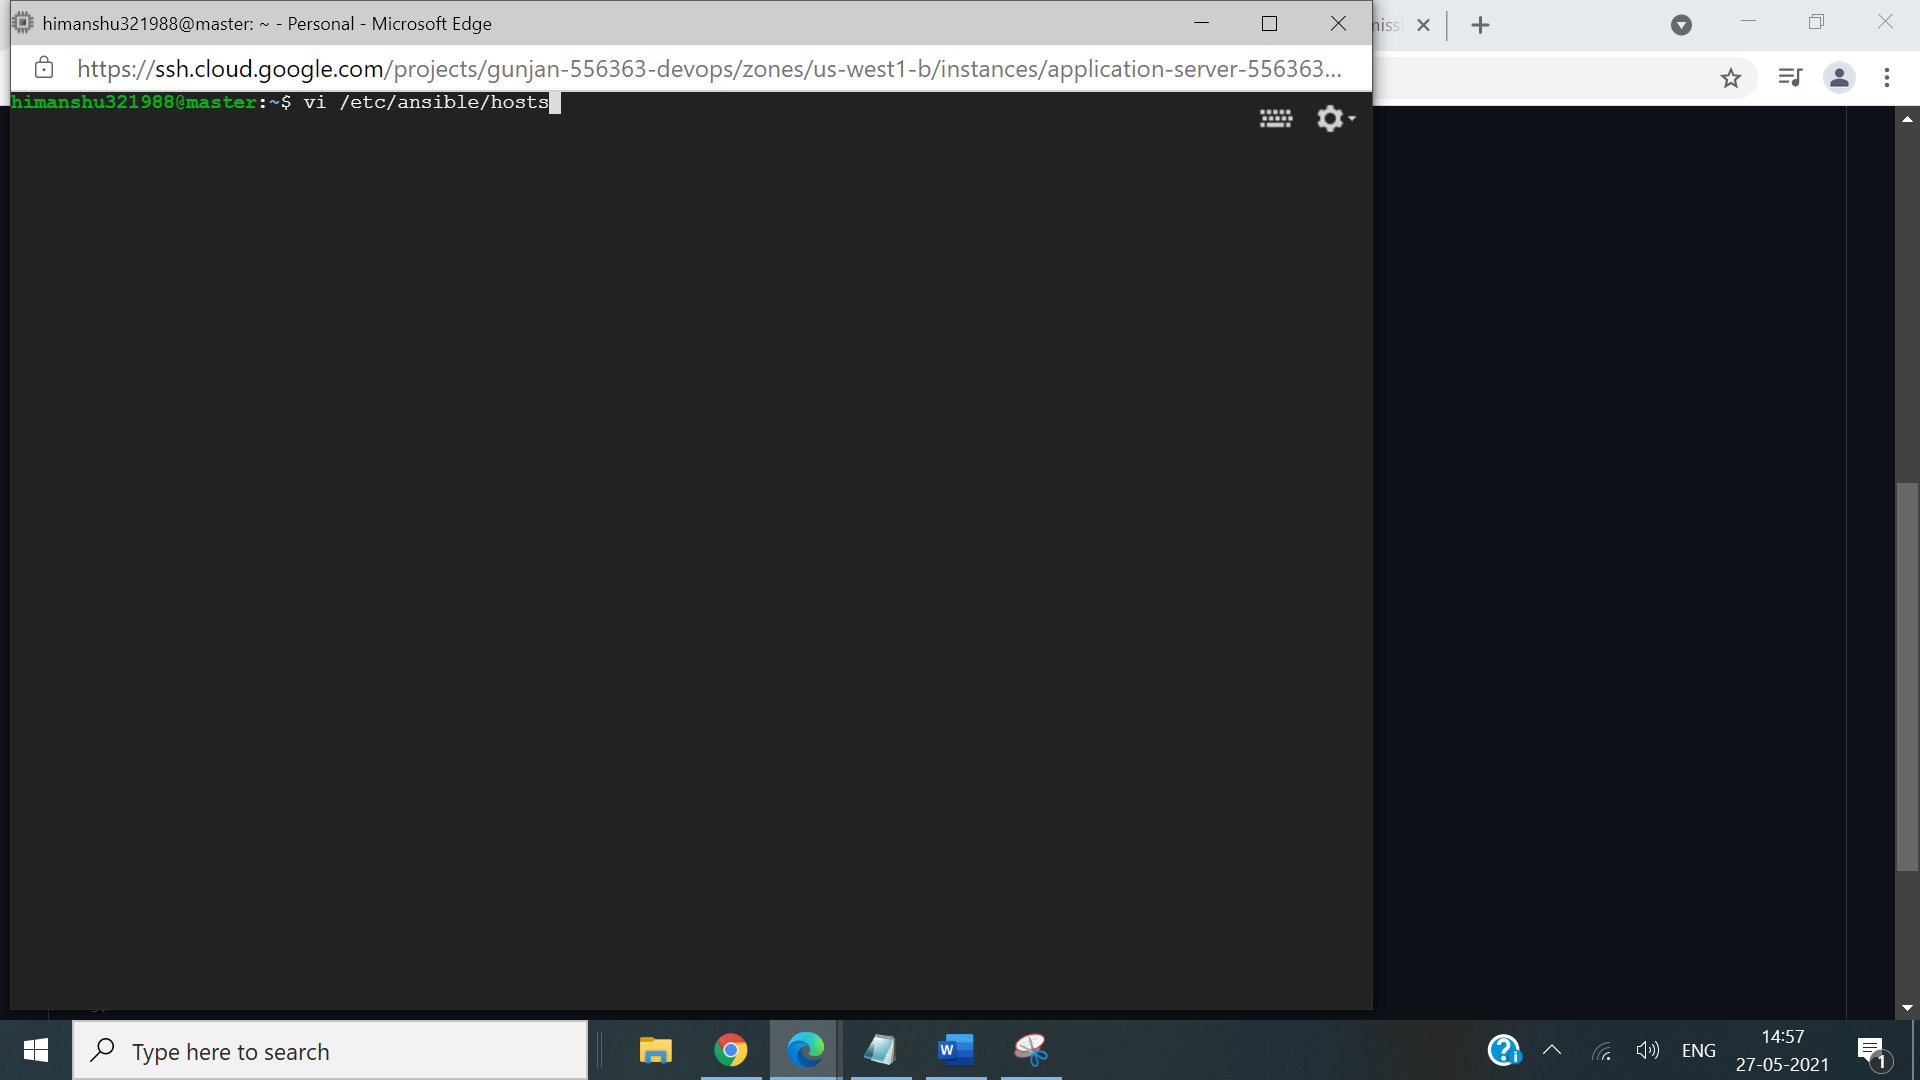 himanshu321988@master: ~ - Personal - Microsoft Edge
https://ssh.cloud.google.com/projects/gunjan-556363-devops/zones/us-west1-b/instances/application-server-556363...
himanshu321988@master:~$ vi /etc/ansible/hosts
Type here to search
W
ENG
14:57
27-05-2021
1